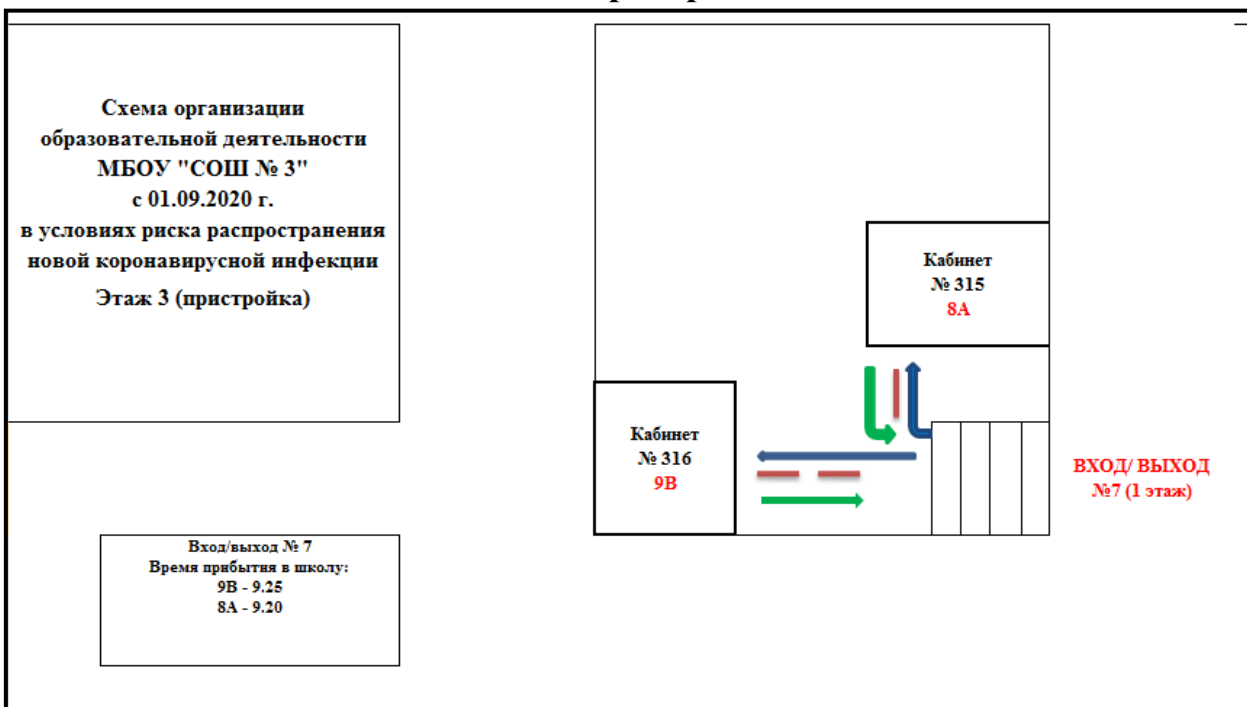 Схема организации
образовательной деятельности
МБОУ "СОШ № 3"
с 01.09.2020 г.
в условиях риска распространения
новой коронавирусной инфекции
Этаж 3 (пристройка)
Кабинет
№ 315
8А
Кабинет
№ 316
9В
ВХОД/ ВЫХОД
№7 (1 этаж)
Вход/выход № 7
Время прибытия в школу:
9В - 9.25
8А - 9.20